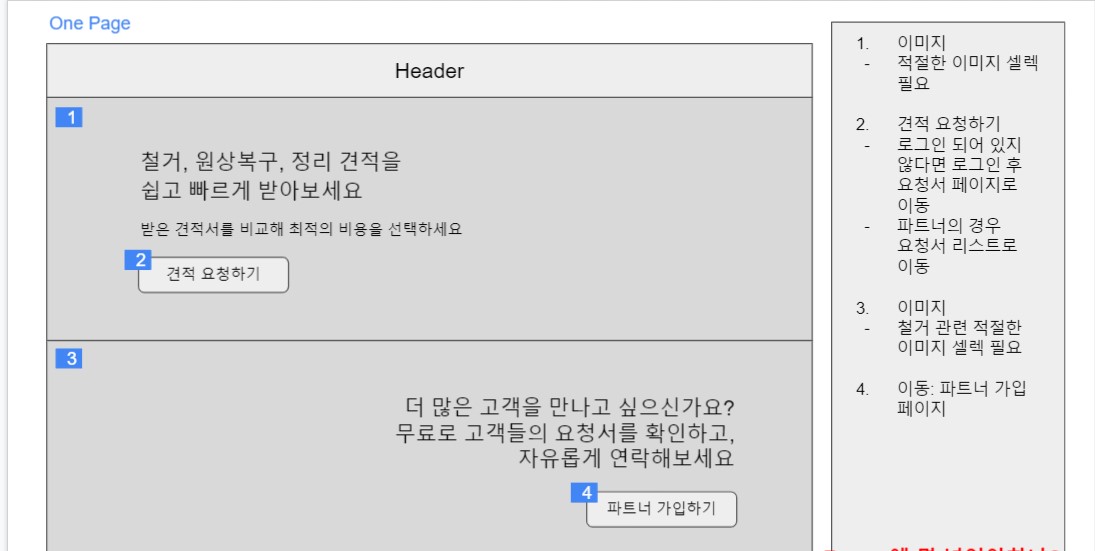 One Page
Header
1
철거, 원상복구, 정리 견적을
쉽고 빠르게 받아보세요
받은 견적서를 비교해 최적의 비용을 선택하세요
2
견적 요청하기
3
더 많은 고객을 만나고 싶으신가요?
무료로 고객들의 요청서를 확인하고,
자유롭게 연락해보세요
4
파트너 가입하기
1. 이미지
- 적절한 이미지 셀렉
필요
2. 견적 요청하기
- 로그인 되어 있지
않다면 로그인 후
요청서 페이지로
이동
- 파트너의 경우
요청서 리스트로
이동
3. 이미지
- 철거 관련 적절한
이미지 셀렉 필요
4. 이동: 파트너 가입
페이지